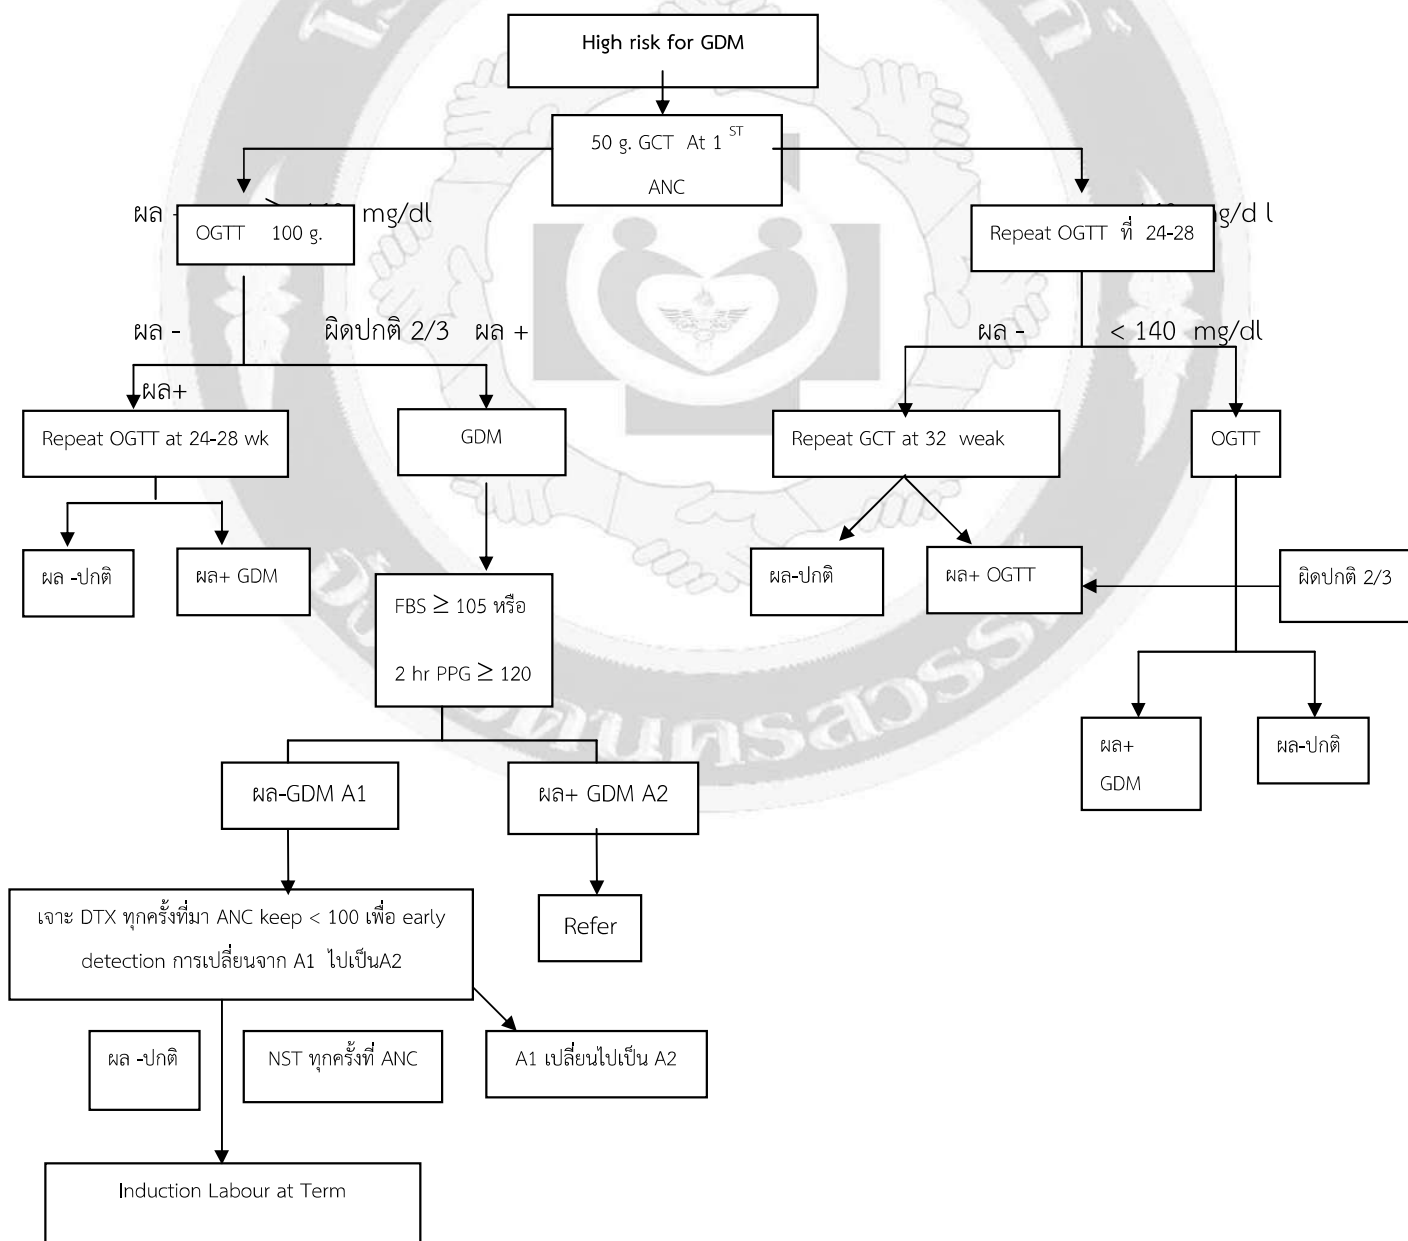 High risk for GDM
50 g. GCT At 1 ST
ANC
ผล mg/dl
OGTT 100 g.
mg/d l
Repeat OGTT ที่ 24-28
ผล - ผิดปกติ 2/3 ผล +
ผล - < 140 mg/dl
ผล+
Repeat OGTT at 24-28 wk
GDM
Repeat GCT at 32 weak
OGTT
ผล -ปกติ
ผล+ GDM
ผล-ปกติ
ผล+ OGTT
ผิดปกติ 2/3
FBS ≥ 105 หรือ
2 hr PPG ≥ 120
ผล+
GDM
ผล-ปกติ
ผล-GDM A1
ผล+ GDM A2
เจาะ DTX ทุกครั้งที่มา ANC keep < 100 เพื่อ early
detection การเปลี่ยนจาก A1 ไปเป็นA2
Refer
ผล -ปกติ
NST ทุกครั้งที่ ANC
A1 เปลี่ยนไปเป็น A2
Induction Labour at Term